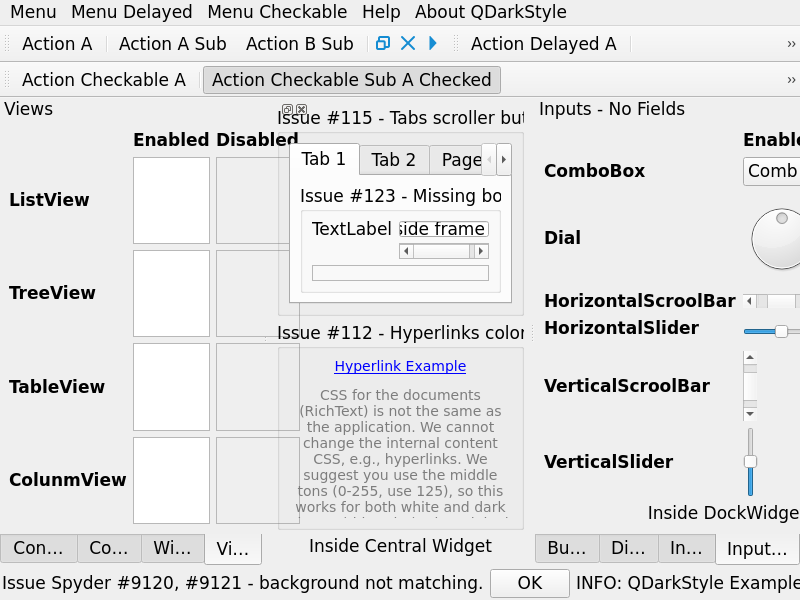 Menu Menu Delayed Menu Checkable Help About QDarkStyle
Action A Action A Sub Action B Sub Action Delayed A
Action Checkable A Action Checkable Sub A Checked
Views
Enabled Disabled
ListView
TreeView
TableView
ColunmView
Con... Co... Wi... Vi...
Issue #115 - Tabs scroller but
Tab 1 Tab 2 Page
Issue #123 - Missing bo
TextLabel side frame
Issue #112 - Hyperlinks color
Hyperlink Example
CSS for the documents
(RichText) is not the same as
the application. We cannot
change the internal content
CSS, e.g., hyperlinks. We
suggest you use the middle
tons (0-255, use 125), so this
works for both white and dark
Inside Central Widget
Inputs - No Fields
Enable
ComboBox Comb
Dial
HorizontalScroolBar
HorizontalSlider
VerticalScroolBar
VerticalSlider
Inside DockWidge
Bu... Di... In... Input...
Issue Spyder #9120, #9121 - background not matching. OK INFO: QDarkStyle Example